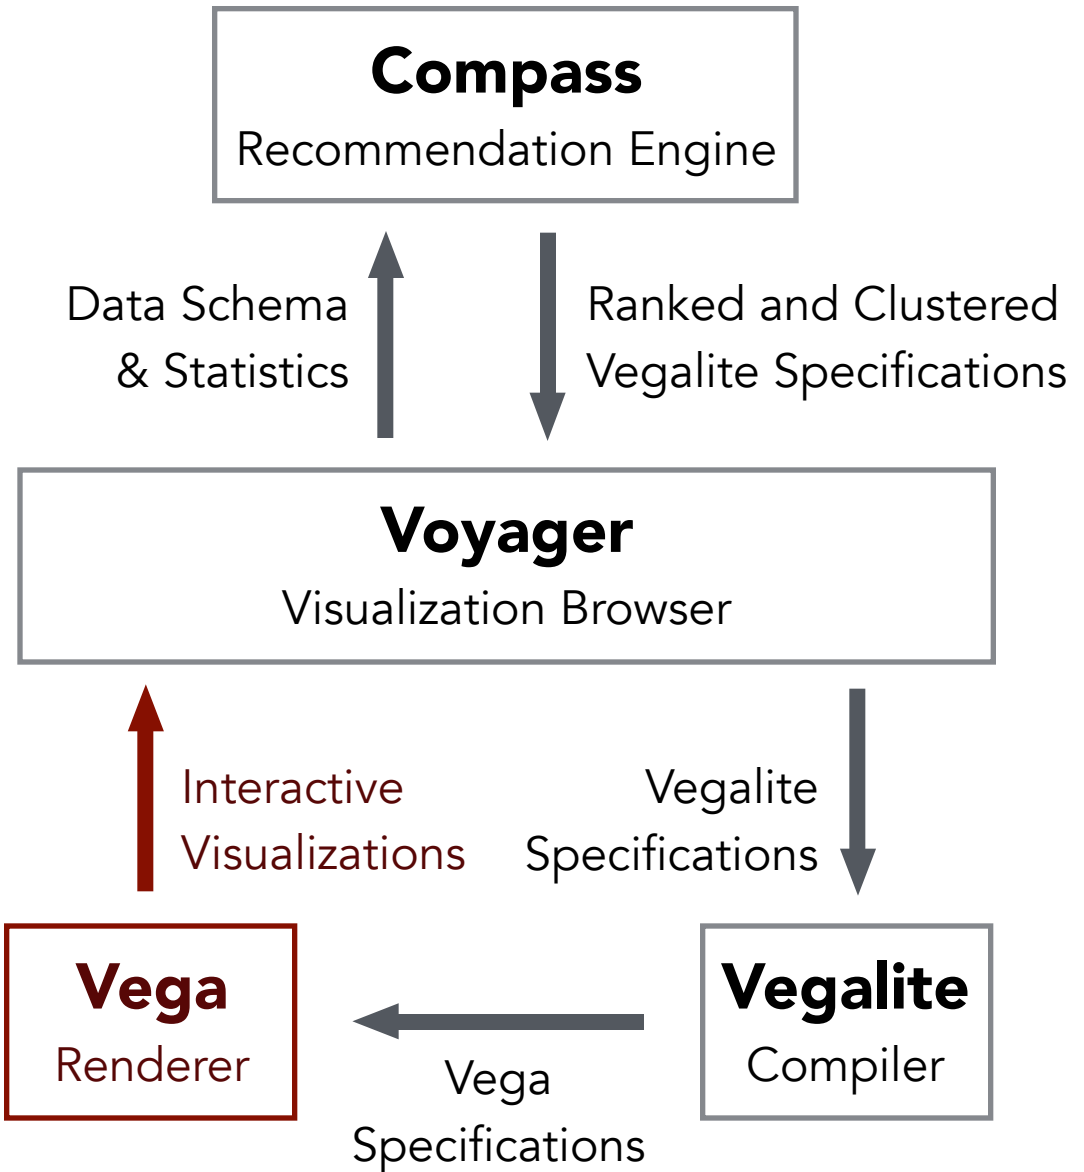 Compass
Recommendation Engine
Data Schema
& Statistics
Ranked and Clustered
Vegalite Specifications
Voyager
Visualization Browser
Interactive
Visualizations
Vegalite
Specifications
Vega
Renderer
Vega
Specifications
Vegalite
Compiler